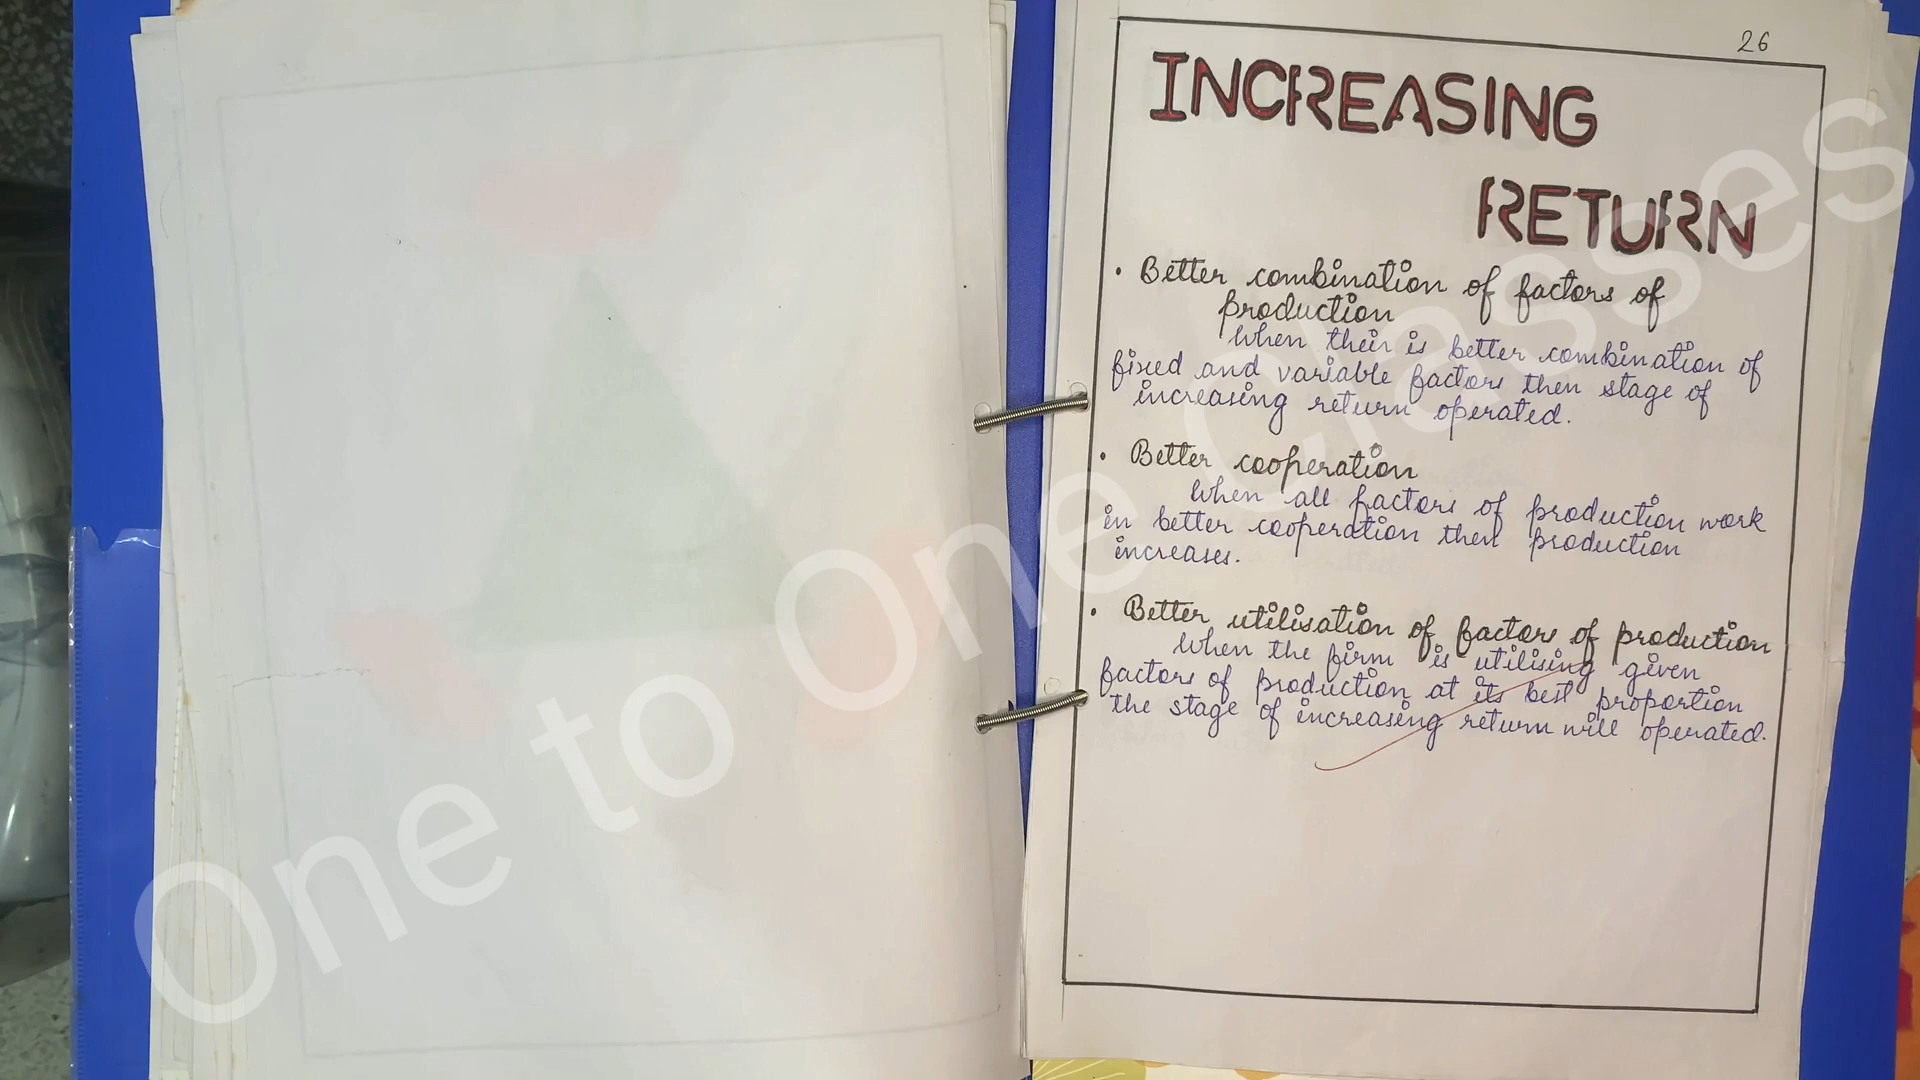 26
INCREASING
RETURN
• Better combination of factors of
production
When their is better combination of
fixed and variable factors then stage of
increasing return operated.
• Better cooperation
When all factors of production work
in better cooperation then production
increases.
• Better utilisation of factors of production
When the firm is utilising given
factors of production at its best proportion
the stage of increasing return will operated.
One to One Classes